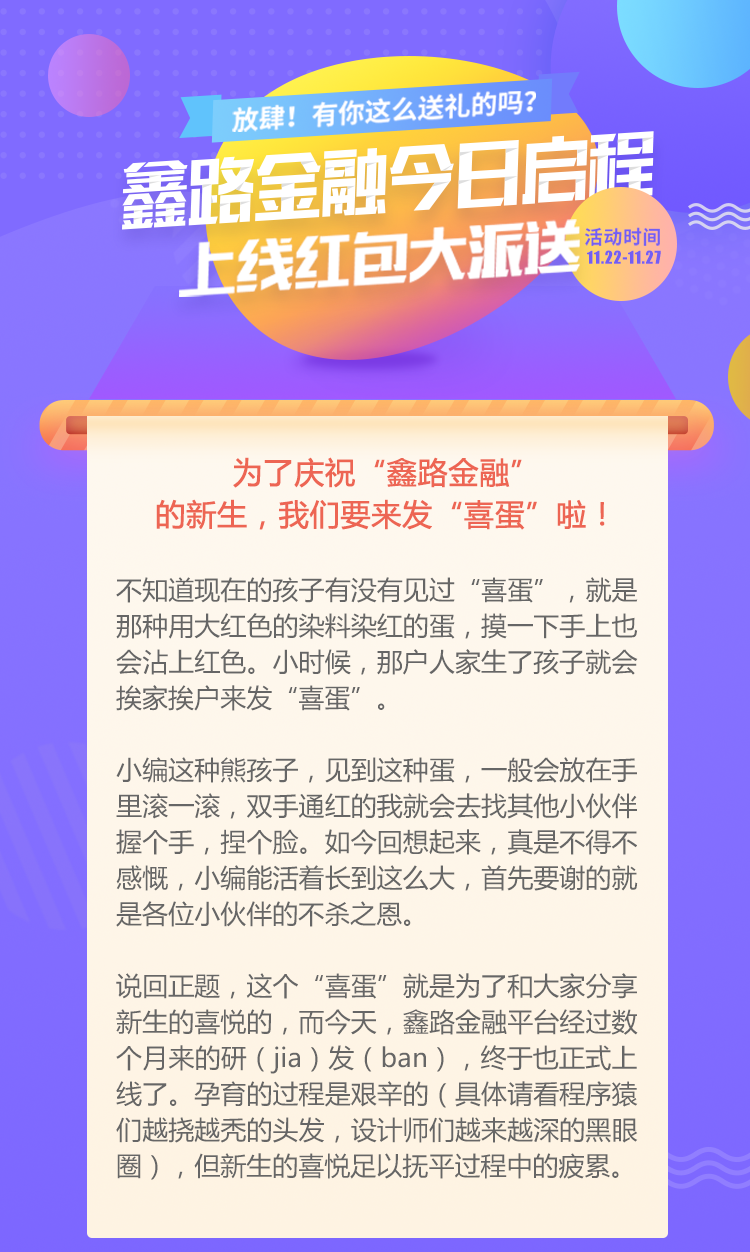 放肆！有你这么送礼的吗？
鑫路金融今日启程
上线红包大派送
活动时间
11.22-11.27
为了庆祝“鑫路金融”
的新生，我们要来发“喜蛋”啦！
不知道现在的孩子有没有见过“喜蛋”，就是
那种用大红色的染料染红的蛋，摸一下手上也
会沾上红色。小时候，那户人家生了孩子就会
挨家挨户来发“喜蛋”。
小编这种熊孩子，见到这种蛋，一般会放在手
里滚一滚，双手通红的我就会去找其他小伙伴
握个手，捏个脸。如今回想起来，真是不得不
感慨，小编能活着长到这么大，首先要谢的就
是各位小伙伴的不杀之恩。
说回正题，这个“喜蛋”就是为了和大家分享
新生的喜悦的，而今天，鑫路金融平台经过数
个月来的研（jia）发（ban），终于也正式上
线了。孕育的过程是艰辛的（具体请看程序猿
们越挠越秃的头发，设计师们越来越深的黑眼
圈），但新生的喜悦足以抚平过程中的疲累。